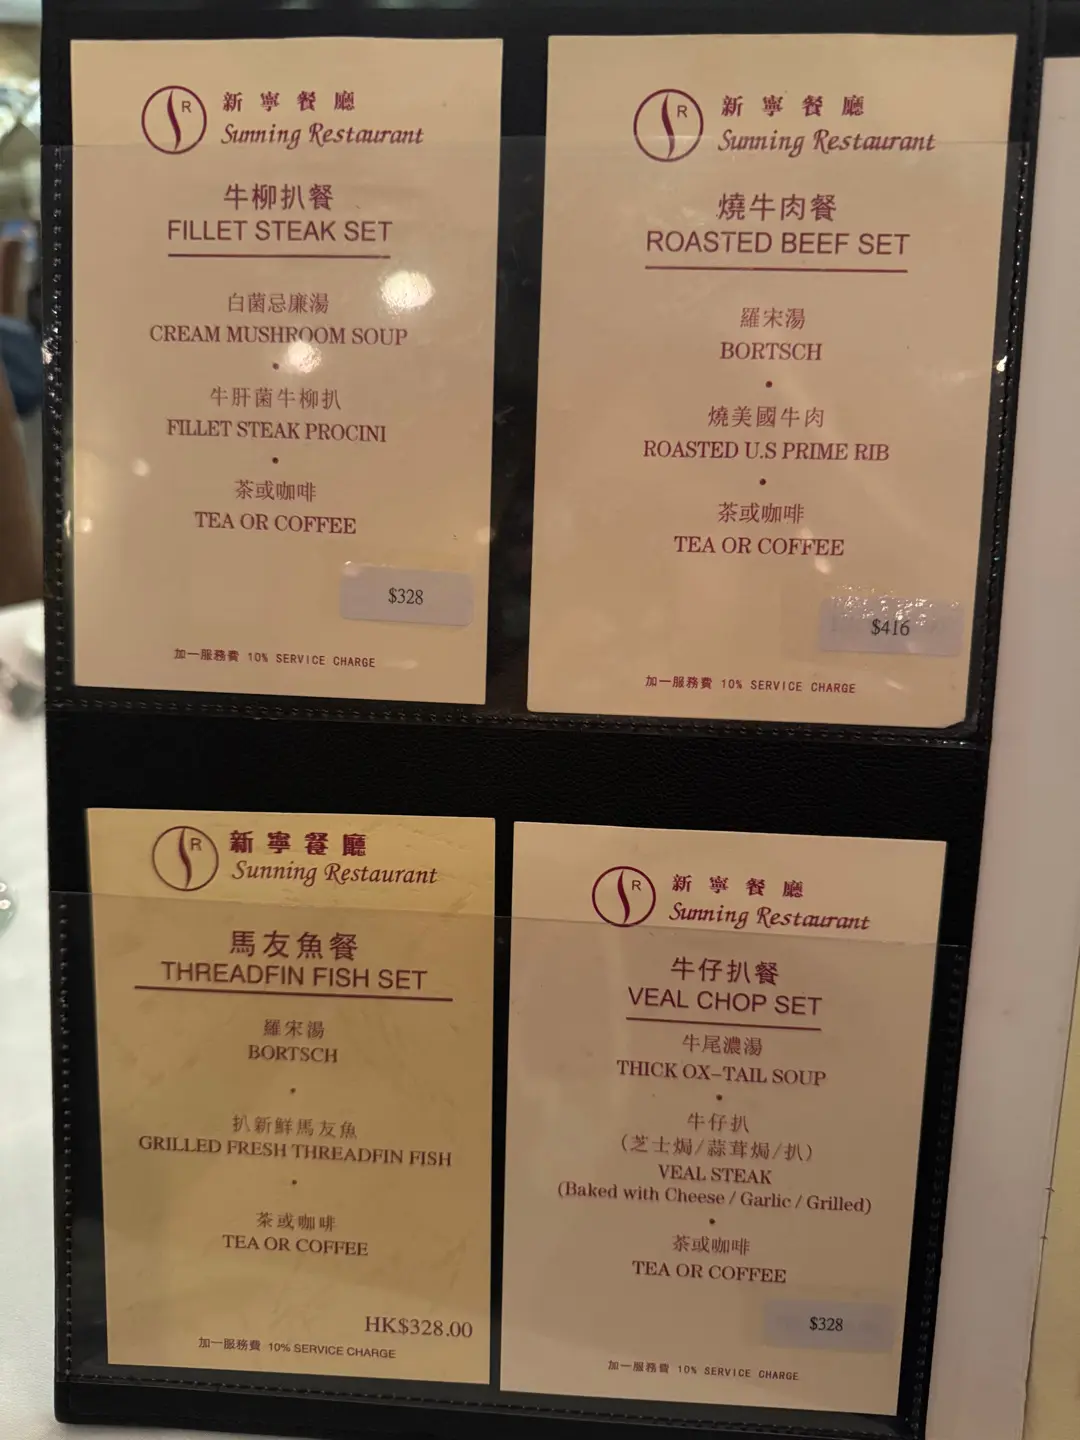 R
新寧餐廳
Sunning Restaurant
牛柳扒餐
FILLET STEAK SET
白菌忌廉湯
CREAM MUSHROOM SOUP
•
牛肝菌牛柳扒
FILLET STEAK PROCINI
•
茶或咖啡
TEA OR COFFEE
$328
加一服務費 10% SERVICE CHARGE
R
新寧餐廳
Sunning Restaurant
燒牛肉餐
ROASTED BEEF SET
羅宋湯
BORTSCH
•
燒美國牛肉
ROASTED U.S PRIME RIB
•
茶或咖啡
TEA OR COFFEE
$416
加一服務費 10% SERVICE CHARGE
R
新寧餐廳
Sunning Restaurant
馬友魚餐
THREADFIN FISH SET
羅宋湯
BORTSCH
•
扒新鮮馬友魚
GRILLED FRESH THREADFIN FISH
•
茶或咖啡
TEA OR COFFEE
HK$328.00
加一服務費 10% SERVICE CHARGE
R
新寧餐廳
Sunning Restaurant
牛仔扒餐
VEAL CHOP SET
牛尾濃湯
THICK OX-TAIL SOUP
•
牛仔扒
(芝士焗/蒜茸焗/扒)
VEAL STEAK
(Baked with Cheese / Garlic / Grilled)
•
茶或咖啡
TEA OR COFFEE
$328
加一服務費 10% SERVICE CHARGE